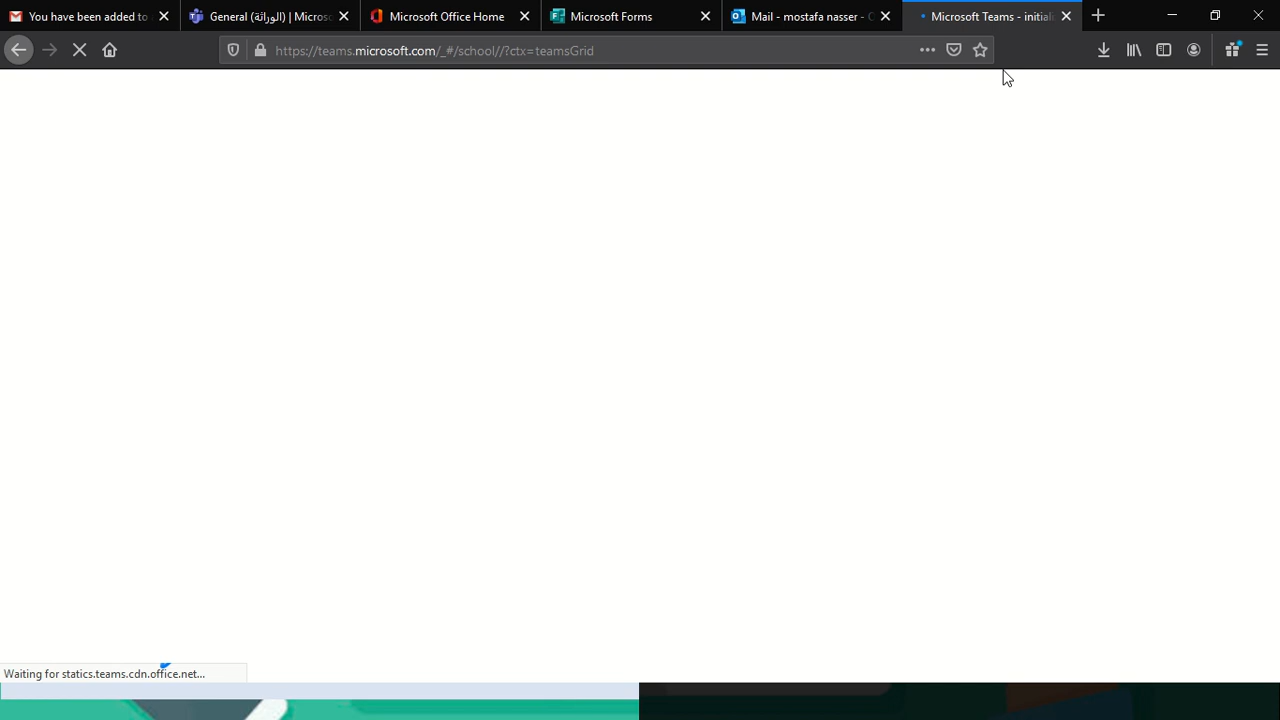 You have been added to
General (الوراثة) | Micros
Microsoft Office Home
Microsoft Forms
Mail - mostafa nasser -
Microsoft Teams - initial
https://teams.microsoft.com/_#/school//?ctx=teamsGrid
Waiting for statics.teams.cdn.office.net...